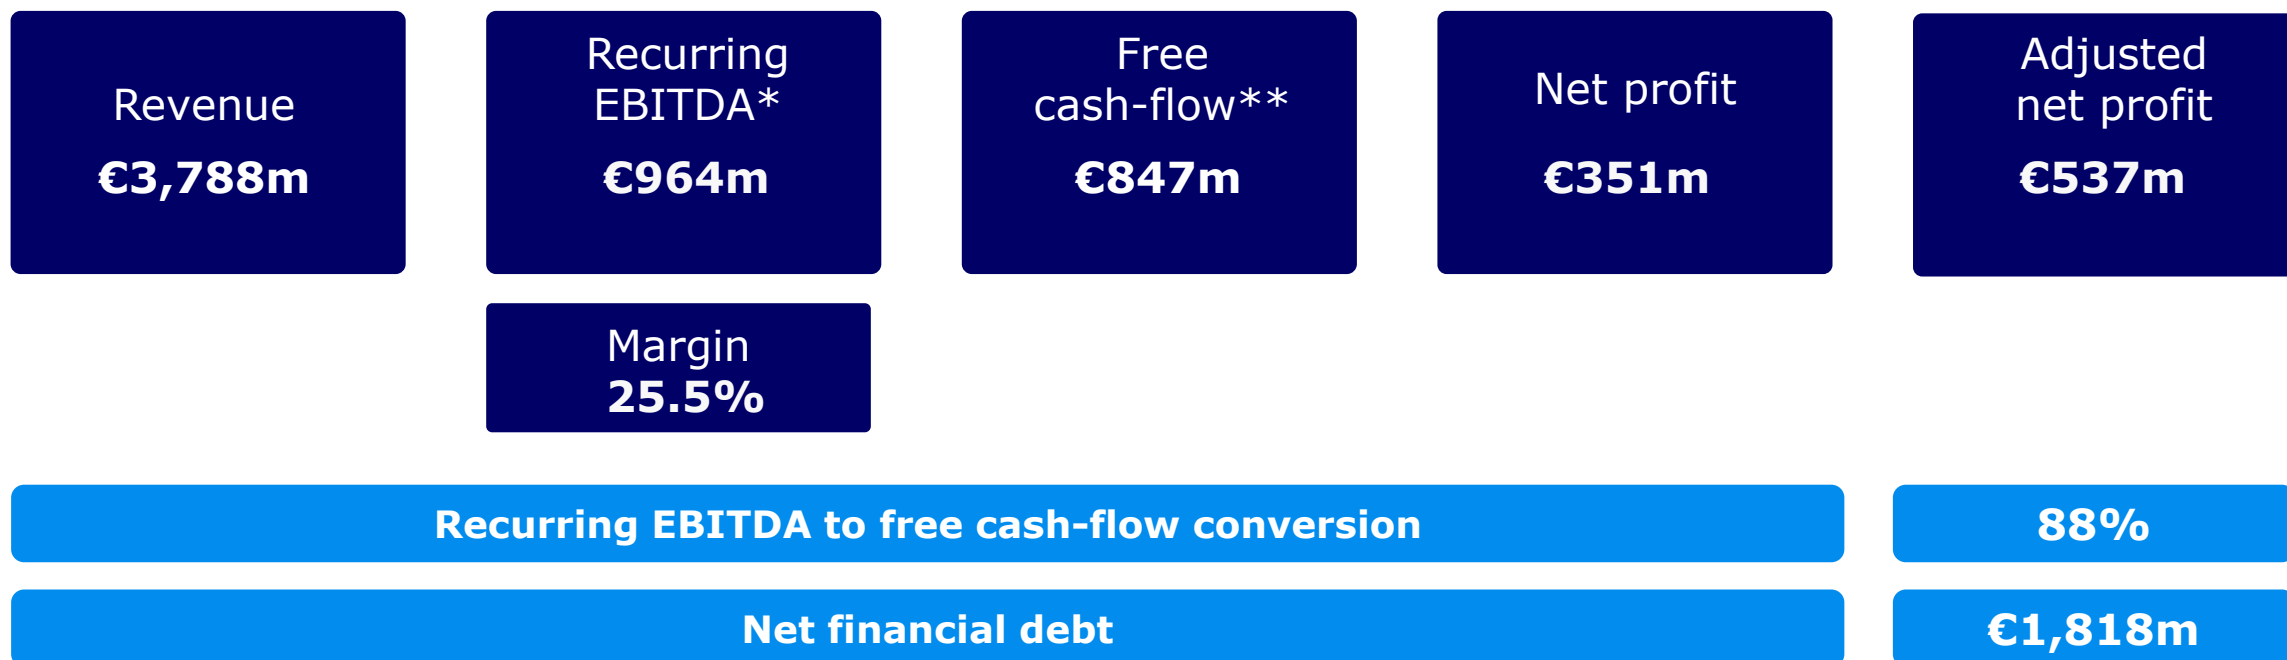 Revenue
€3,788m
Recurring
EBITDA*
€964m
Free
cash-flow**
€847m
Net profit
€351m
Adjusted
net profit
€537m
Margin
25.5%
Recurring EBITDA to free cash-flow conversion
88%
Net financial debt
€1,818m